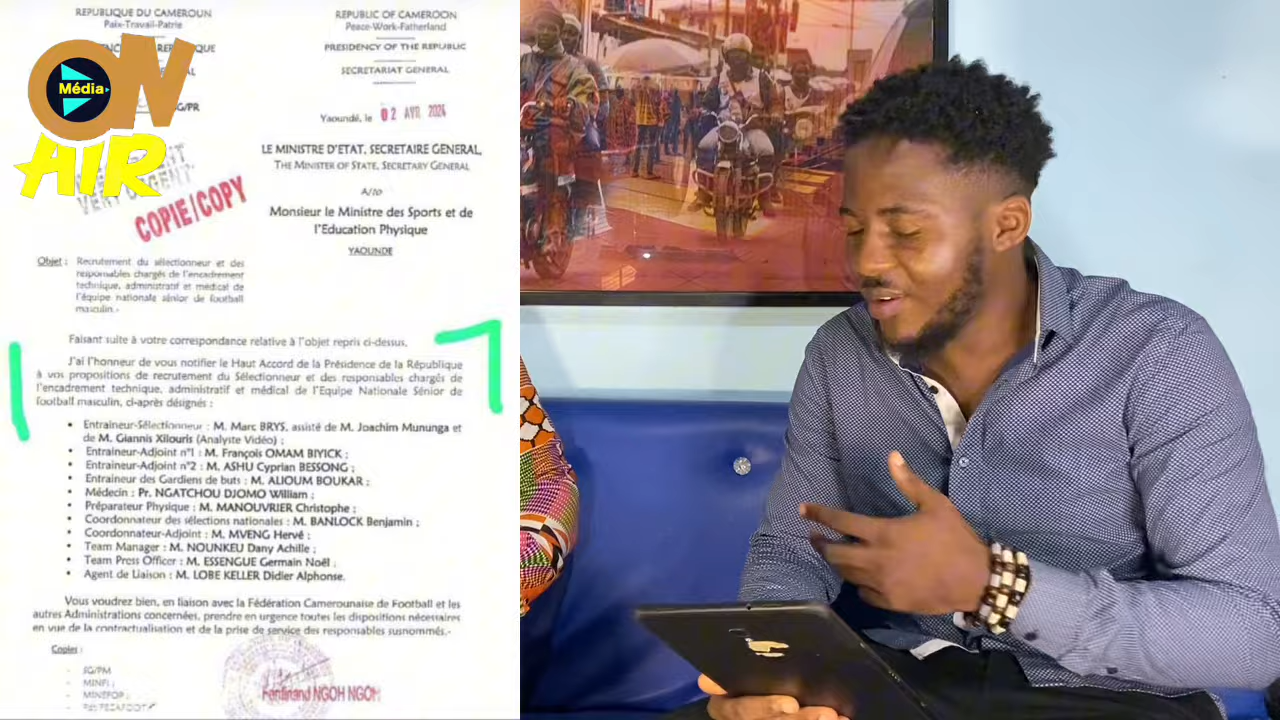 REPUBLIQUE DU CAMEROUN
Paix-Travail-Patrie
REPUBLIC OF CAMEROON
Peace-Work-Fatherland
PRESIDENCY OF THE REPUBLIC
SECRETARIAT GENERAL
ON
Média
AIR
G/PR
Yaoundé, le 02 AVR 2024
COPIE/COPY
LE MINISTRE D'ETAT, SECRETAIRE GENERAL,
THE MINISTER OF STATE, SECRETARY GENERAL
A/to
Monsieur le Ministre des Sports et de
l'Education Physique
YAOUNDE
Objet : Recrutement du sélectionneur et des
responsables chargés de l'encadrement
technique, administratif et médical de
l'équipe nationale sénior de football
masculin.-
Faisant suite à votre correspondance relative à l'objet repris ci-dessus,
J'ai l'honneur de vous notifier le Haut Accord de la Présidence de la République
à vos propositions de recrutement du Sélectionneur et des responsables chargés de
l'encadrement technique, administratif et médical de l'Equipe Nationale Sénior de
football masculin, ci-après désignés :
• Entraineur-Sélectionneur : M. Marc BRYS, assisté de M. Joachim Mununga et
de M. Giannis Xilouris (Analyste Vidéo) ;
• Entraineur-Adjoint n°1 : M. François OMAM BIYICK ;
• Entraineur-Adjoint n°2 : M. ASHU Cyprian BESSONG ;
• Entraineur des Gardiens de buts : M. ALIOUM BOUKAR ;
• Médecin : Pr. NGATCHOU DJOMO William ;
• Préparateur Physique : M. MANOUVRIER Christophe ;
• Coordonnateur des sélections nationales : M. BANLOCK Benjamin ;
• Coordonnateur-Adjoint : M. MVENG Hervé ;
• Team Manager : M. NOUNKEU Dany Achille ;
• Team Press Officer : M. ESSENGUE Germain Noël ;
• Agent de Liaison : M. LOBE KELLER Didier Alphonse.
Vous voudrez bien, en liaison avec la Fédération Camerounaise de Football et les
autres Administrations concernées, prendre en urgence toutes les dispositions nécessaires
en vue de la contractualisation et de la prise de service des responsables susnommés.-
Copies :
- SG/PM
- MINFI ;
- MINEFOP ;
Ferdinand NGOH NGOH